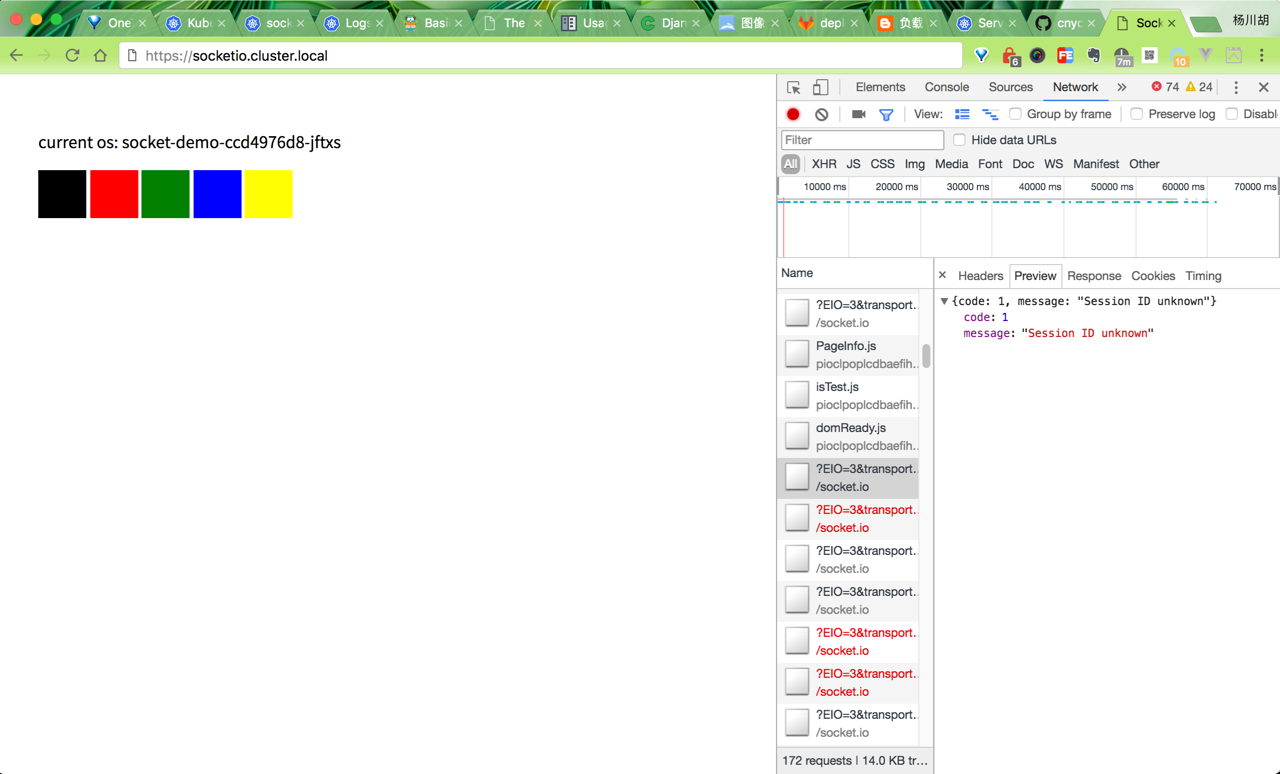 One
Kube
sock
Logs
Basi
The
Usag
Djan
图像
depl
负载
Serv
cnyc
Sock
杨川胡
https://socketio.cluster.local
6
7m
10
current os: socket-demo-ccd4976d8-jftxs
Elements Console Sources Network » 74 24
View: Group by frame Preserve log Disabl
Filter Hide data URLs
All XHR JS CSS Img Media Font Doc WS Manifest Other
10000 ms 20000 ms 30000 ms 40000 ms 50000 ms 60000 ms 70000 ms
Name
?EIO=3&transport…
/socket.io
PageInfo.js
pioclpoplcdbaefih…
isTest.js
pioclpoplcdbaefih…
domReady.js
pioclpoplcdbaefih…
?EIO=3&transport…
/socket.io
?EIO=3&transport…
/socket.io
?EIO=3&transport…
/socket.io
?EIO=3&transport…
/socket.io
?EIO=3&transport…
/socket.io
?EIO=3&transport…
/socket.io
?EIO=3&transport…
/socket.io
172 requests | 14.0 KB tr…
Headers Preview Response Cookies Timing
{code: 1, message: "Session ID unknown"}
code: 1
message: "Session ID unknown"